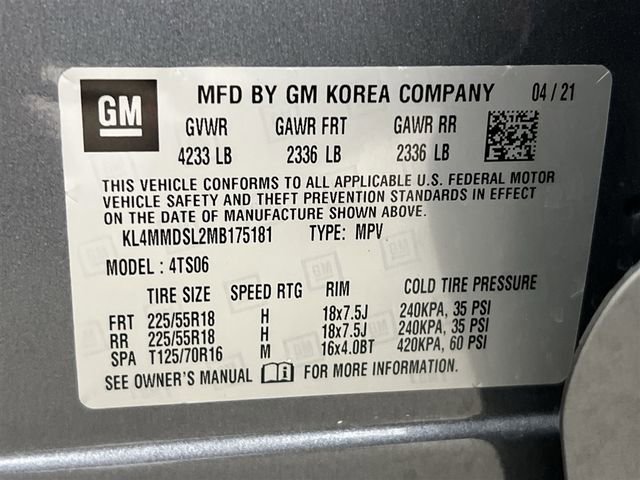 GM MFD BY GM KOREA COMPANY 04 / 21
GVWR GAWR FRT GAWR RR
4233 LB 2336 LB 2336 LB
THIS VEHICLE CONFORMS TO ALL APPLICABLE U.S. FEDERAL MOTOR
VEHICLE SAFETY AND THEFT PREVENTION STANDARDS IN EFFECT
ON THE DATE OF MANUFACTURE SHOWN ABOVE.
KL4MMDSL2MB175181 TYPE: MPV
MODEL : 4TS06
TIRE SIZE SPEED RTG RIM COLD TIRE PRESSURE
FRT 225/55R18 H 18x7.5J 240KPA, 35 PSI
RR 225/55R18 H 18x7.5J 240KPA, 35 PSI
SPA T125/70R16 M 16x4.0BT 420KPA, 60 PSI
SEE OWNER'S MANUAL i FOR MORE INFORMATION.